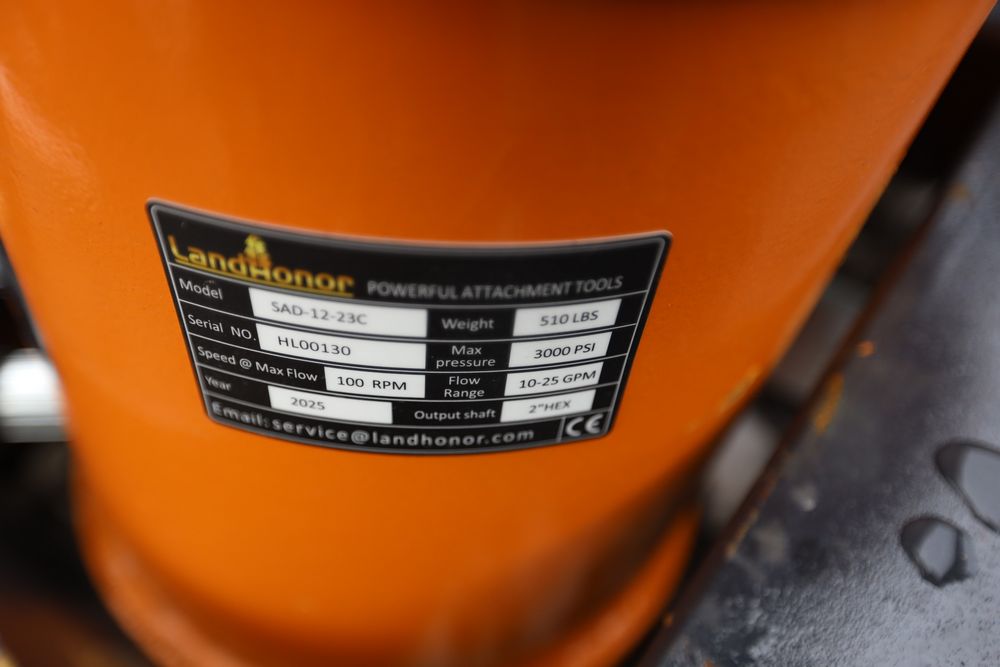 LandHonor POWERFUL ATTACHMENT TOOLS
Model SAD-12-23C Weight 510 LBS
Serial NO. HL00130 Max pressure 3000 PSI
Speed @ Max Flow 100 RPM Flow Range 10-25 GPM
Year 2025 Output shaft 2"HEX
Email:service@landhonor.com CE